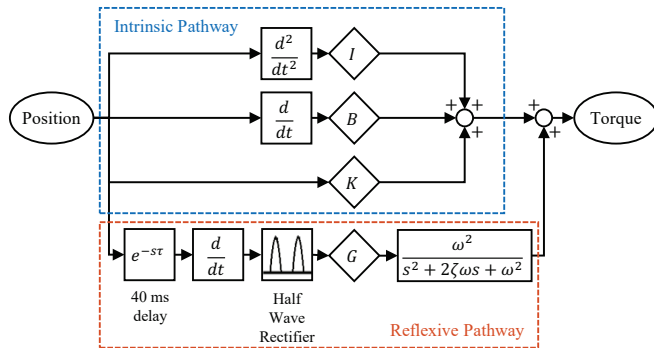 Intrinsic Pathway
d²
dt²
I
Position
d
dt
B
+ +
+
+
+
Torque
K
e^{-sτ}
d
dt
G
ω²
s² + 2ζωs + ω²
40 ms
delay
Half
Wave
Rectifier
Reflexive Pathway